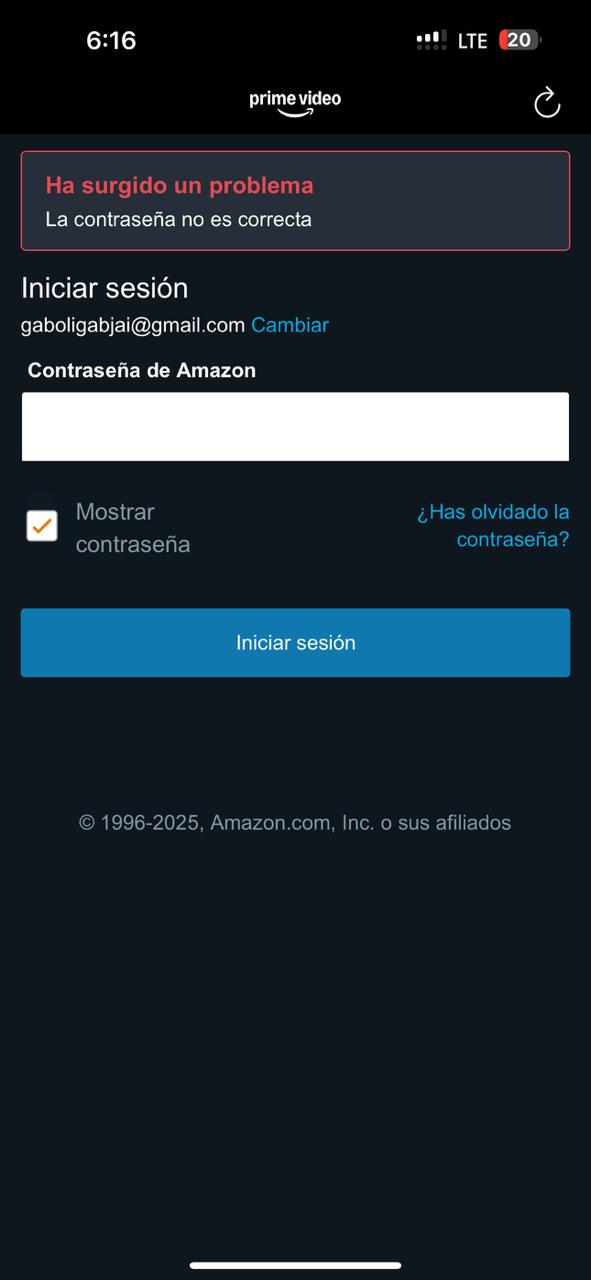 6:16
LTE
20
prime video
Ha surgido un problema
La contraseña no es correcta
Iniciar sesión
gaboligabjai@gmail.com Cambiar
Contraseña de Amazon
Mostrar
contraseña
¿Has olvidado la
contraseña?
Iniciar sesión
© 1996-2025, Amazon.com, Inc. o sus afiliados